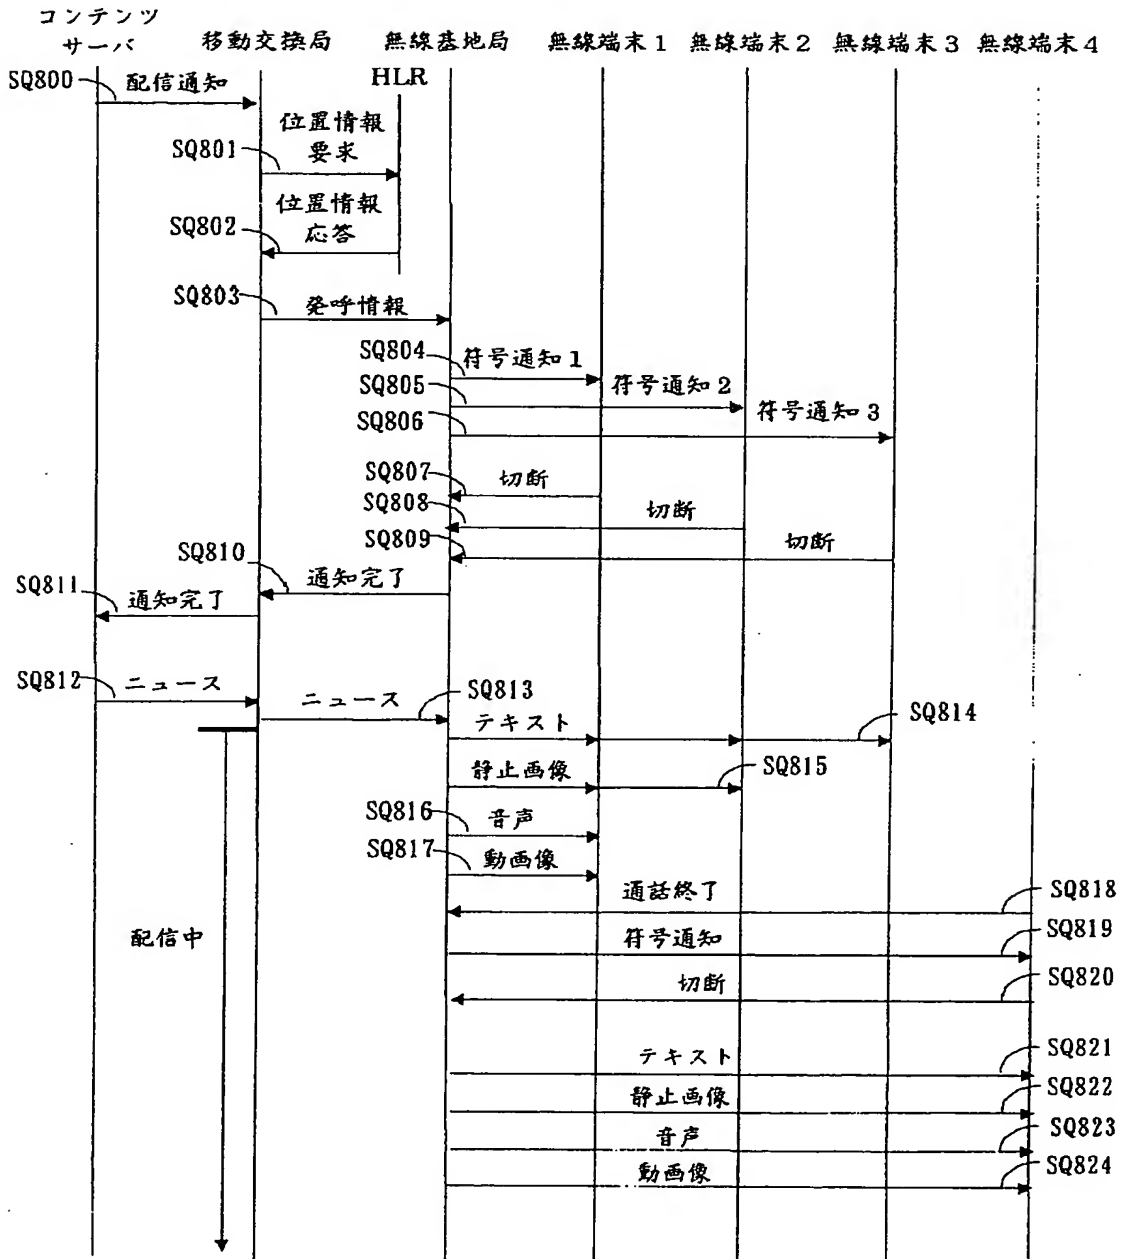 コンテンツ
サーバ 移動交換局 無線基地局 無線端末1 無線端末2 無線端末3 無線端末4
HLR
SQ800 配信通知
位置情報
SQ801 要求
位置情報
SQ802 応答
SQ803 発呼情報
SQ804 符号通知1
SQ805 符号通知2
SQ806 符号通知3
SQ807 切断
SQ808 切断
SQ809 切断
SQ810 通知完了
SQ811 通知完了
SQ812 ニュース
ニュース SQ813
テキスト SQ814
静止画像 SQ815
SQ816 音声
SQ817 動画像
通話終了 SQ818
配信中
符号通知 SQ819
切断 SQ820
テキスト SQ821
静止画像 SQ822
音声 SQ823
動画像 SQ824